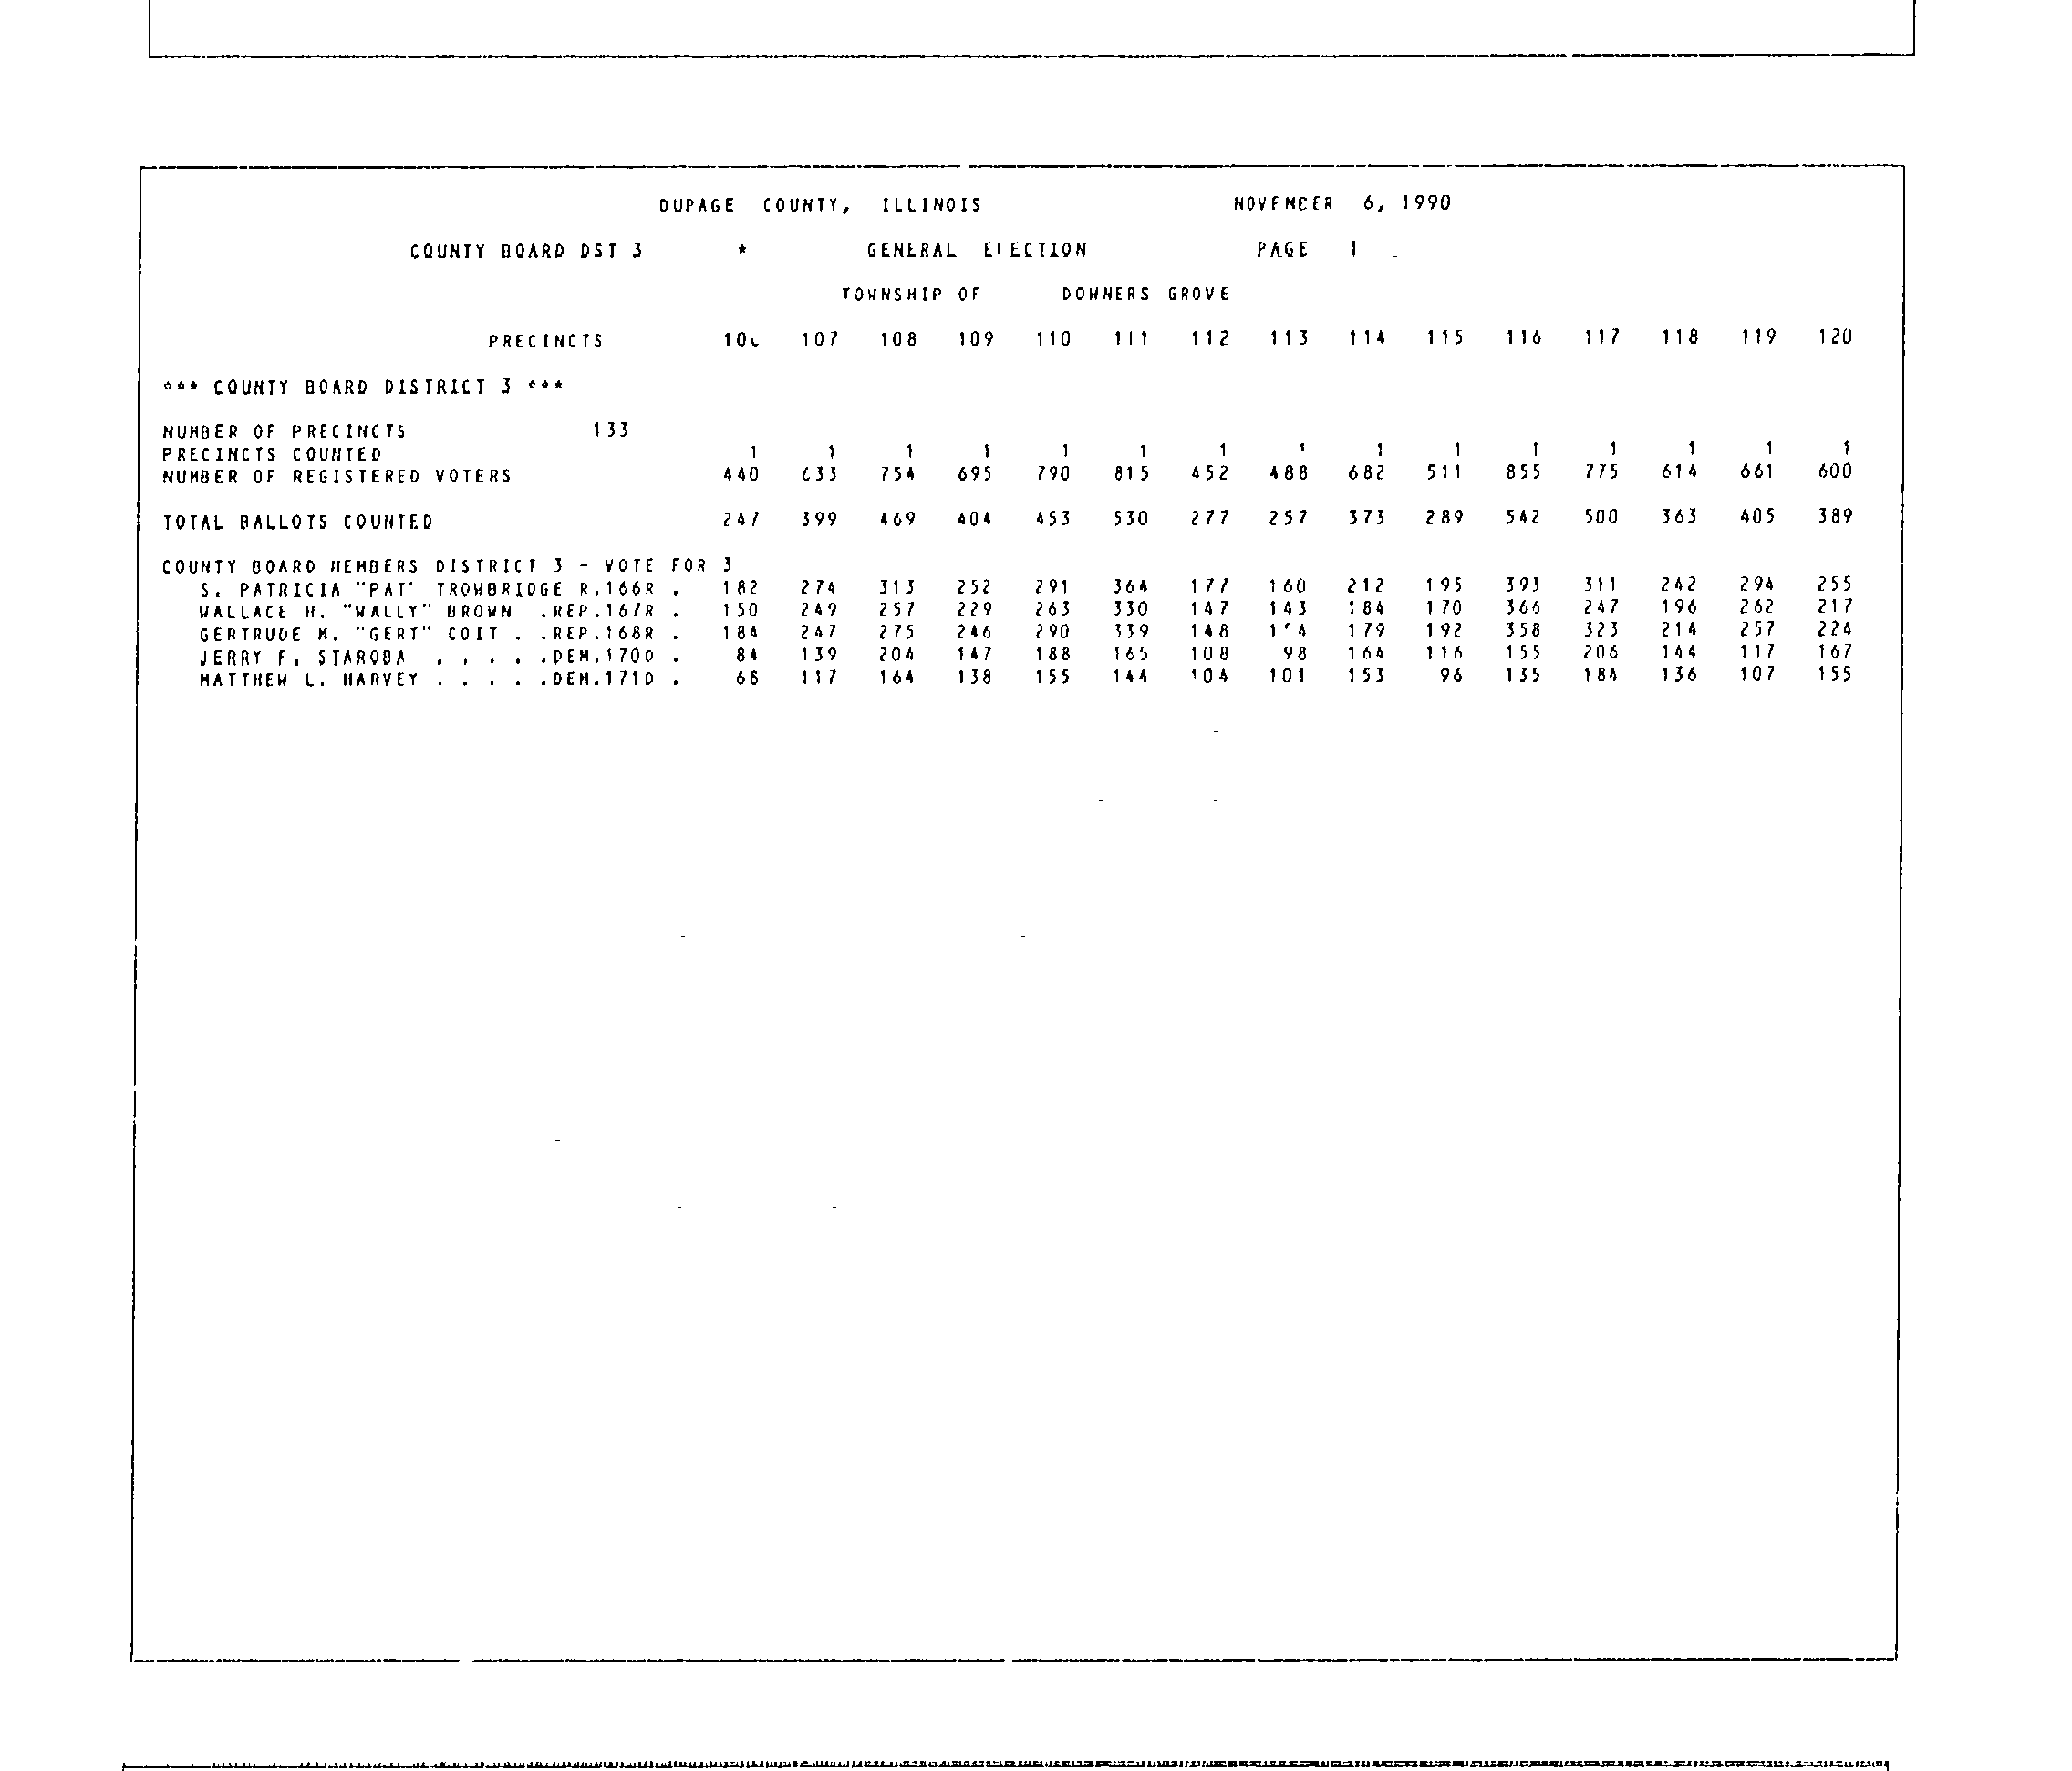 DUPAGE COUNTY, ILLINOIS NOVEMBER 6, 1990
COUNTY BOARD DST 3 * GENERAL ELECTION PAGE 1
TOWNSHIP OF DOWNERS GROVE
PRECINCTS 107 108 109 110 111 112 113 114 115 116 117 118 119 120
*** COUNTY BOARD DISTRICT 3 ***
NUMBER OF PRECINCTS 133
PRECINCTS COUNTED 1 1 1 1 1 1 1 1 1 1 1 1 1 1 1
NUMBER OF REGISTERED VOTERS 440 633 754 695 790 815 452 488 682 511 855 775 614 661 600
TOTAL BALLOTS COUNTED 247 399 469 404 453 530 277 257 373 289 542 500 363 405 389
COUNTY BOARD MEMBERS DISTRICT 3 - VOTE FOR 3
S. PATRICIA "PAT" TROWBRIDGE R.166R . 182 274 313 252 291 364 177 160 212 195 393 311 242 294 255
WALLACE H. "WALLY" BROWN .REP.167R . 150 249 257 229 263 330 147 143 184 170 366 247 196 262 217
GERTRUDE M. "GERT" COIT . .REP.168R . 184 247 275 246 290 339 148 179 192 358 323 214 257 224
JERRY F. STAROBA . . . . .DEM.170D . 84 139 204 147 188 165 108 98 164 116 155 206 144 117 167
MATTHEW L. HARVEY . . . . .DEM.171D . 68 117 164 138 155 144 104 101 153 96 135 184 136 107 155